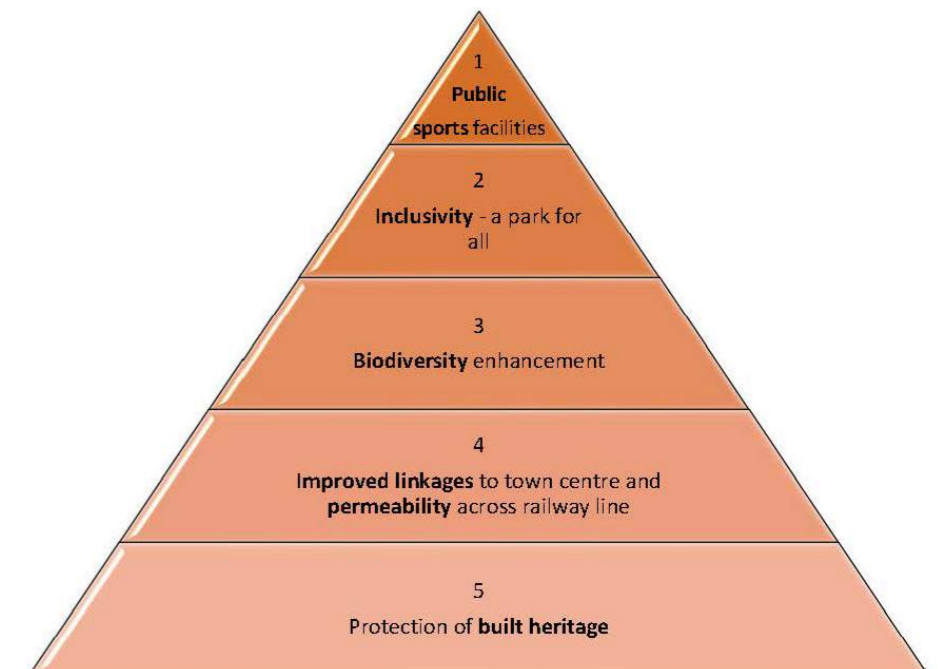 1
Public
sports facilities
2
Inclusivity - a park for
all
3
Biodiversity enhancement
4
Improved linkages to town centre and
permeability across railway line
5
Protection of built heritage